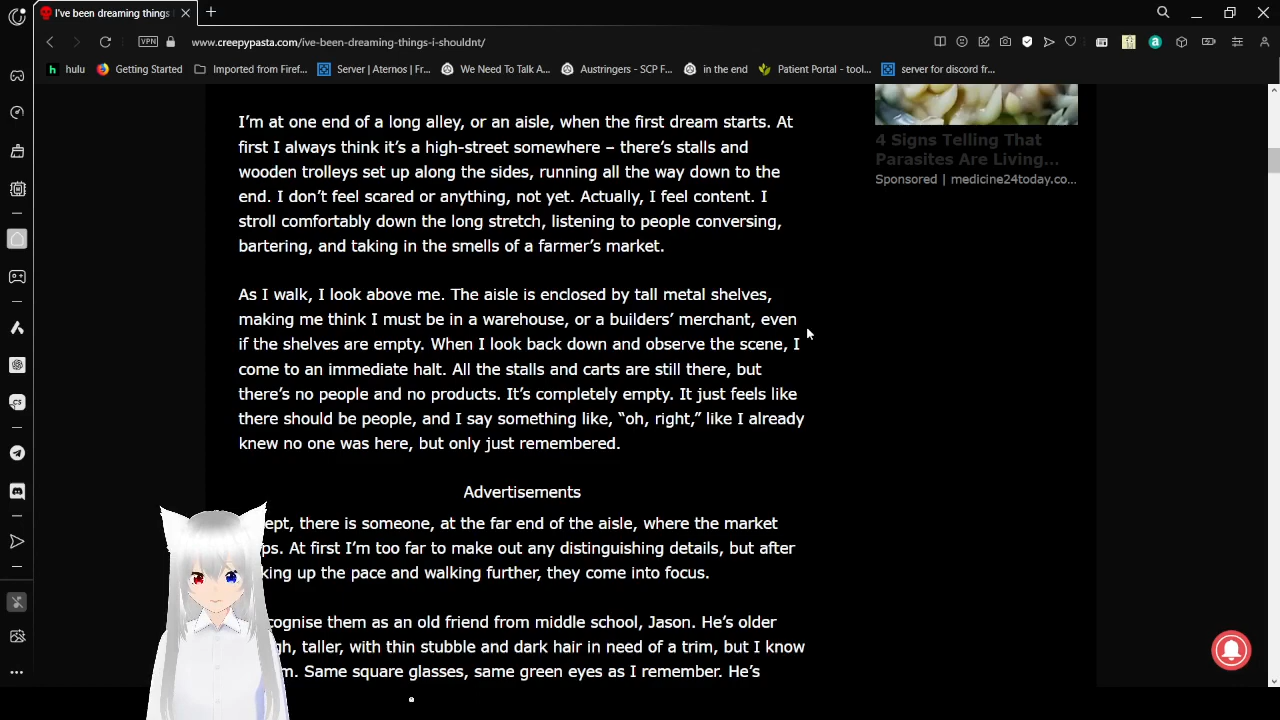 I've been dreaming things
VPN
www.creepypasta.com/ive-been-dreaming-things-i-shouldnt/
hulu
Getting Started
Imported from Firef...
Server | Aternos | Fr...
We Need To Talk A...
Austringers - SCP F...
in the end
Patient Portal - tool...
server for discord fr...
I'm at one end of a long alley, or an aisle, when the first dream starts. At
first I always think it's a high-street somewhere – there's stalls and
wooden trolleys set up along the sides, running all the way down to the
end. I don't feel scared or anything, not yet. Actually, I feel content. I
stroll comfortably down the long stretch, listening to people conversing,
bartering, and taking in the smells of a farmer's market.
As I walk, I look above me. The aisle is enclosed by tall metal shelves,
making me think I must be in a warehouse, or a builders' merchant, even
if the shelves are empty. When I look back down and observe the scene, I
come to an immediate halt. All the stalls and carts are still there, but
there's no people and no products. It's completely empty. It just feels like
there should be people, and I say something like, “oh, right,” like I already
knew no one was here, but only just remembered.
Advertisements
ept, there is someone, at the far end of the aisle, where the market
ps. At first I'm too far to make out any distinguishing details, but after
king up the pace and walking further, they come into focus.
cognise them as an old friend from middle school, Jason. He's older
gh, taller, with thin stubble and dark hair in need of a trim, but I know
m. Same square glasses, same green eyes as I remember. He's
4 Signs Telling That
Parasites Are Living...
Sponsored | medicine24today.co...